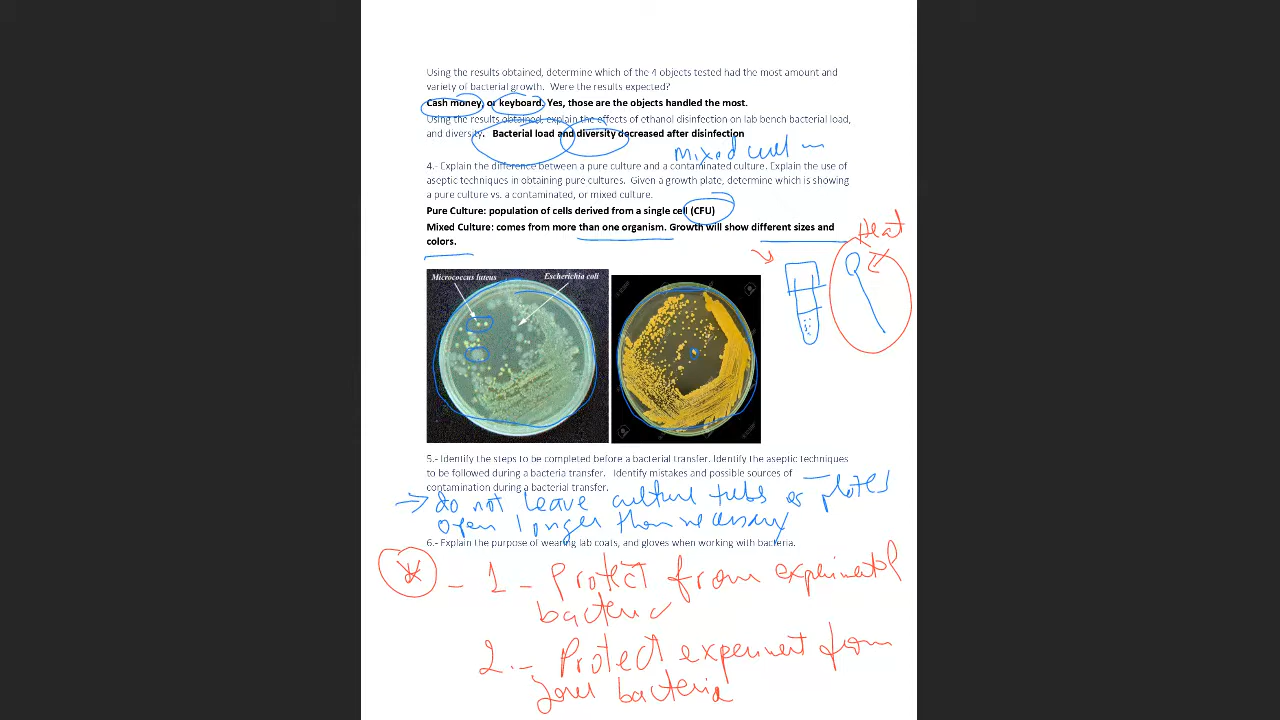 Using the results obtained, determine which of the 4 objects tested had the most amount and
variety of bacterial growth.  Were the results expected?
Cash money, or keyboard. Yes, those are the objects handled the most.
Using the results obtained, explain the effects of ethanol disinfection on lab bench bacterial load,
and diversity.   Bacterial load and diversity decreased after disinfection
mixed cul
4.- Explain the difference between a pure culture and a contaminated culture. Explain the use of
aseptic techniques in obtaining pure cultures.  Given a growth plate, determine which is showing
a pure culture vs. a contaminated, or mixed culture.
Pure Culture: population of cells derived from a single cell (CFU)
Mixed Culture: comes from more than one organism. Growth will show different sizes and
colors.
Heat
Micrococcus luteus
Escherichia coli
5.- Identify the steps to be completed before a bacterial transfer. Identify the aseptic techniques
to be followed during a bacteria transfer.   Identify mistakes and possible sources of
contamination during a bacterial transfer.
→ do not leave culture tubs or plates
open longer than necessary
6.- Explain the purpose of wearing lab coats, and gloves when working with bacteria.
- 1 - Protect from experimental
bacteria
2.- Protect experiment from
your bacteria